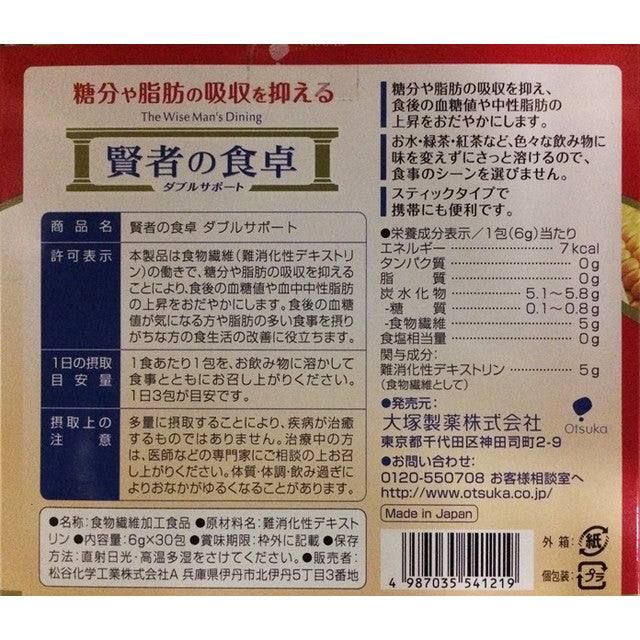 Otsuka
糖分や脂肪の吸収を抑える
The Wise Man's Dining
賢者の食卓
ダブルサポート
糖分や脂肪の吸収を抑え、
食後の血糖値や中性脂肪の
上昇をおだやかにします。
お水・緑茶・紅茶など、色々な飲み物に
味を変えずにさっと溶けるので、
食事のシーンを選びません。
スティックタイプで
携帯にも便利です。
商品名 賢者の食卓 ダブルサポート
許可表示 本製品は食物繊維(難消化性デキストリ
ン)の働きで、糖分や脂肪の吸収を抑える
ことにより、食後の血糖値や血中中性脂肪
の上昇をおだやかにします。食後の血糖
値が気になる方や脂肪の多い食事を摂り
がちな方の食生活の改善に役立ちます。
1日の摂取
目安量
1食あたり1包を、お飲み物に溶かして
食事とともにお召し上がりください。
1日3包が目安です。
摂取上の
注意
多量に摂取することにより、疾病が治癒
するものではありません。治療中の方
は、医師などの専門家にご相談の上お召
し上がりください。体質・体調・飲み過ぎに
よりおなかがゆるくなることがあります。
●名称:食物繊維加工食品 ●原材料名:難消化性デキスト
リン ●内容量:6g×30包 ●賞味期限:枠外に記載 ●保存
方法:直射日光・高温多湿をさけてください。 ●販売者:
松谷化学工業株式会社A 兵庫県伊丹市北伊丹5丁目3番地
●栄養成分表示/1包(6g)当たり
エネルギー 7kcal
タンパク質 0g
脂質 0g
炭水化物 5.1~5.8g
-糖質 0.1~0.8g
-食物繊維 5g
食塩相当量 0g
関与成分:
難消化性デキストリン 5g
(食物繊維として)
●発売元:
大塚製薬株式会社
東京都千代田区神田司町2-9
Otsuka
●お問い合わせ:
0120-550708 お客様相談室へ
http://www.otsuka.co.jp/
Made in Japan
4 987035 541219
外箱: 紙
個包装: プラ